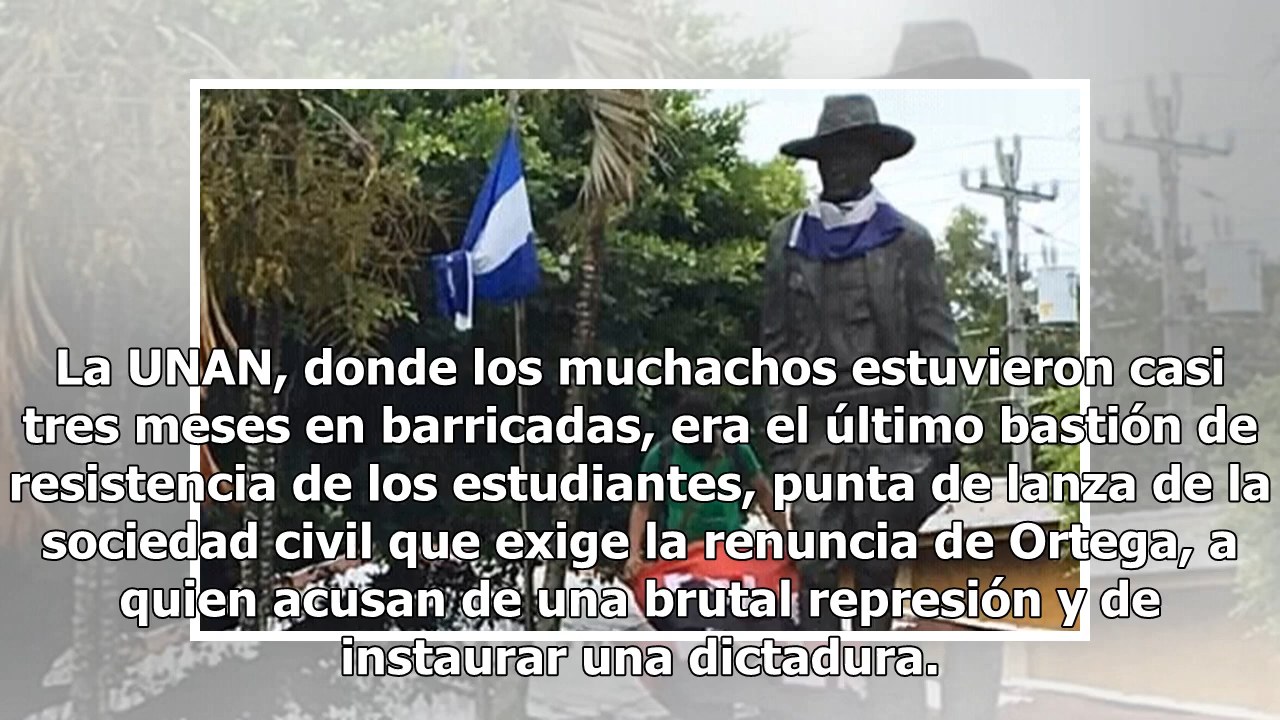 La UNAN, donde los muchachos estuvieron casi
tres meses en barricadas, era el último bastión de
resistencia de los estudiantes, punta de lanza de la
sociedad civil que exige la renuncia de Ortega, a
quien acusan de una brutal represión y de
instaurar una dictadura.